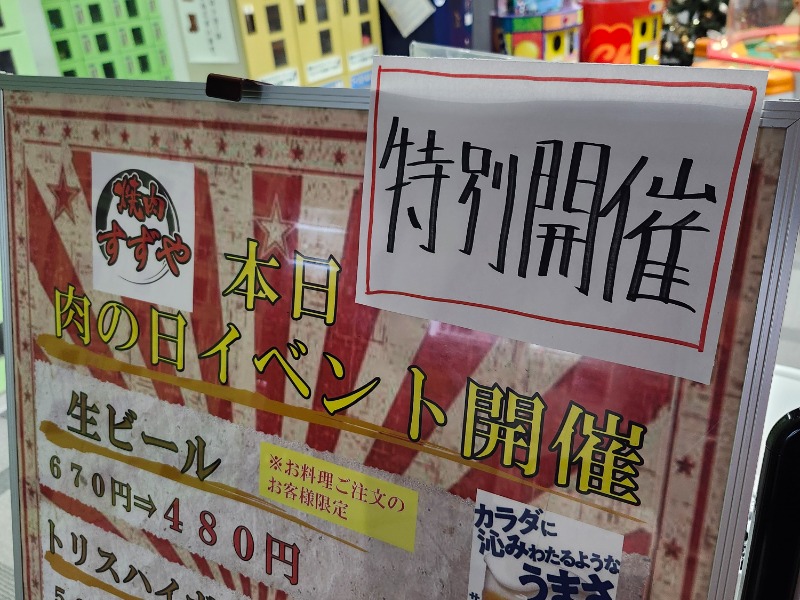 特別開催
焼肉
すずや
本日
肉の日イベント開催
生ビール
670円⇒480円
※お料理ご注文の
お客様限定
トリスハイボ
カラダに
沁みわたるような
うまさ